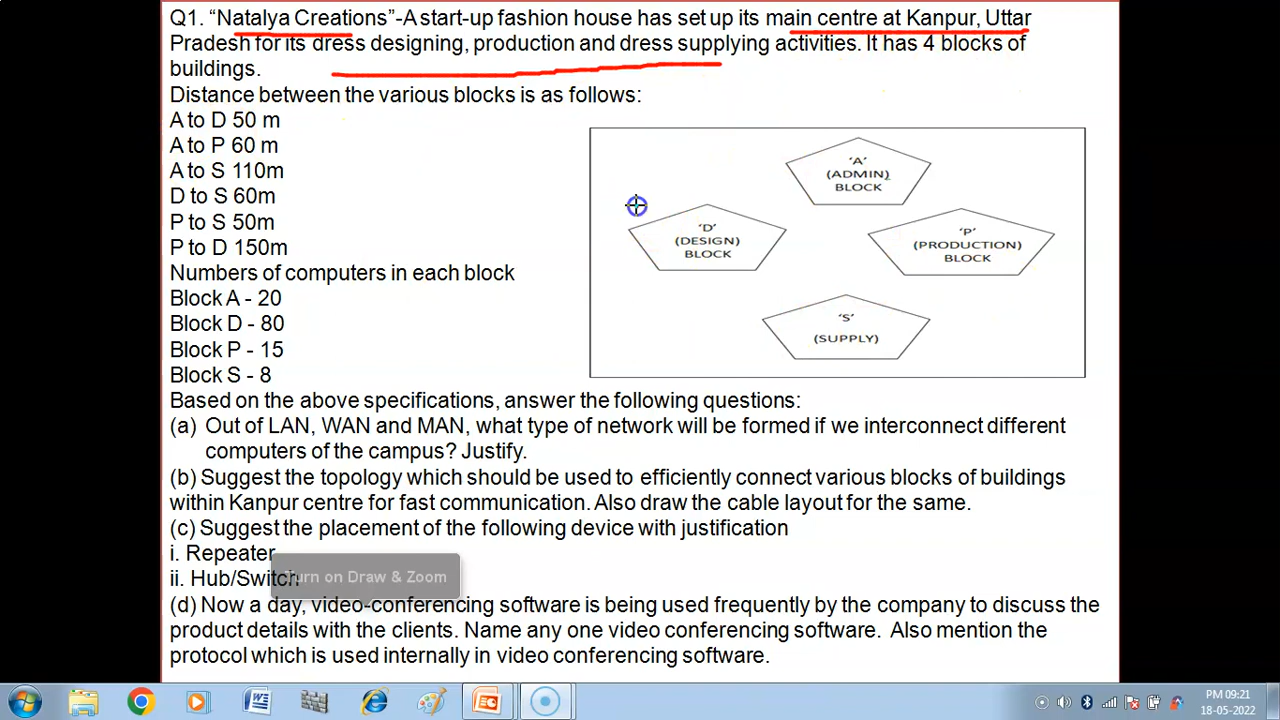 Q1. “Natalya Creations”-A start-up fashion house has set up its main centre at Kanpur, Uttar
Pradesh for its dress designing, production and dress supplying activities. It has 4 blocks of
buildings.
Distance between the various blocks is as follows:
A to D 50 m
A to P 60 m
A to S 110m
D to S 60m
P to S 50m
P to D 150m
Numbers of computers in each block
Block A - 20
Block D - 80
Block P - 15
Block S - 8
‘A’
(ADMIN)
BLOCK
‘D’
(DESIGN)
BLOCK
‘P’
(PRODUCTION)
BLOCK
‘S’
(SUPPLY)
Based on the above specifications, answer the following questions:
(a) Out of LAN, WAN and MAN, what type of network will be formed if we interconnect different
computers of the campus? Justify.
(b) Suggest the topology which should be used to efficiently connect various blocks of buildings
within Kanpur centre for fast communication. Also draw the cable layout for the same.
(c) Suggest the placement of the following device with justification
i. Repeater
ii. Hub/Switch
Turn on Draw & Zoom
(d) Now a day, video-conferencing software is being used frequently by the company to discuss the
product details with the clients. Name any one video conferencing software. Also mention the
protocol which is used internally in video conferencing software.
PM 09:21
18-05-2022